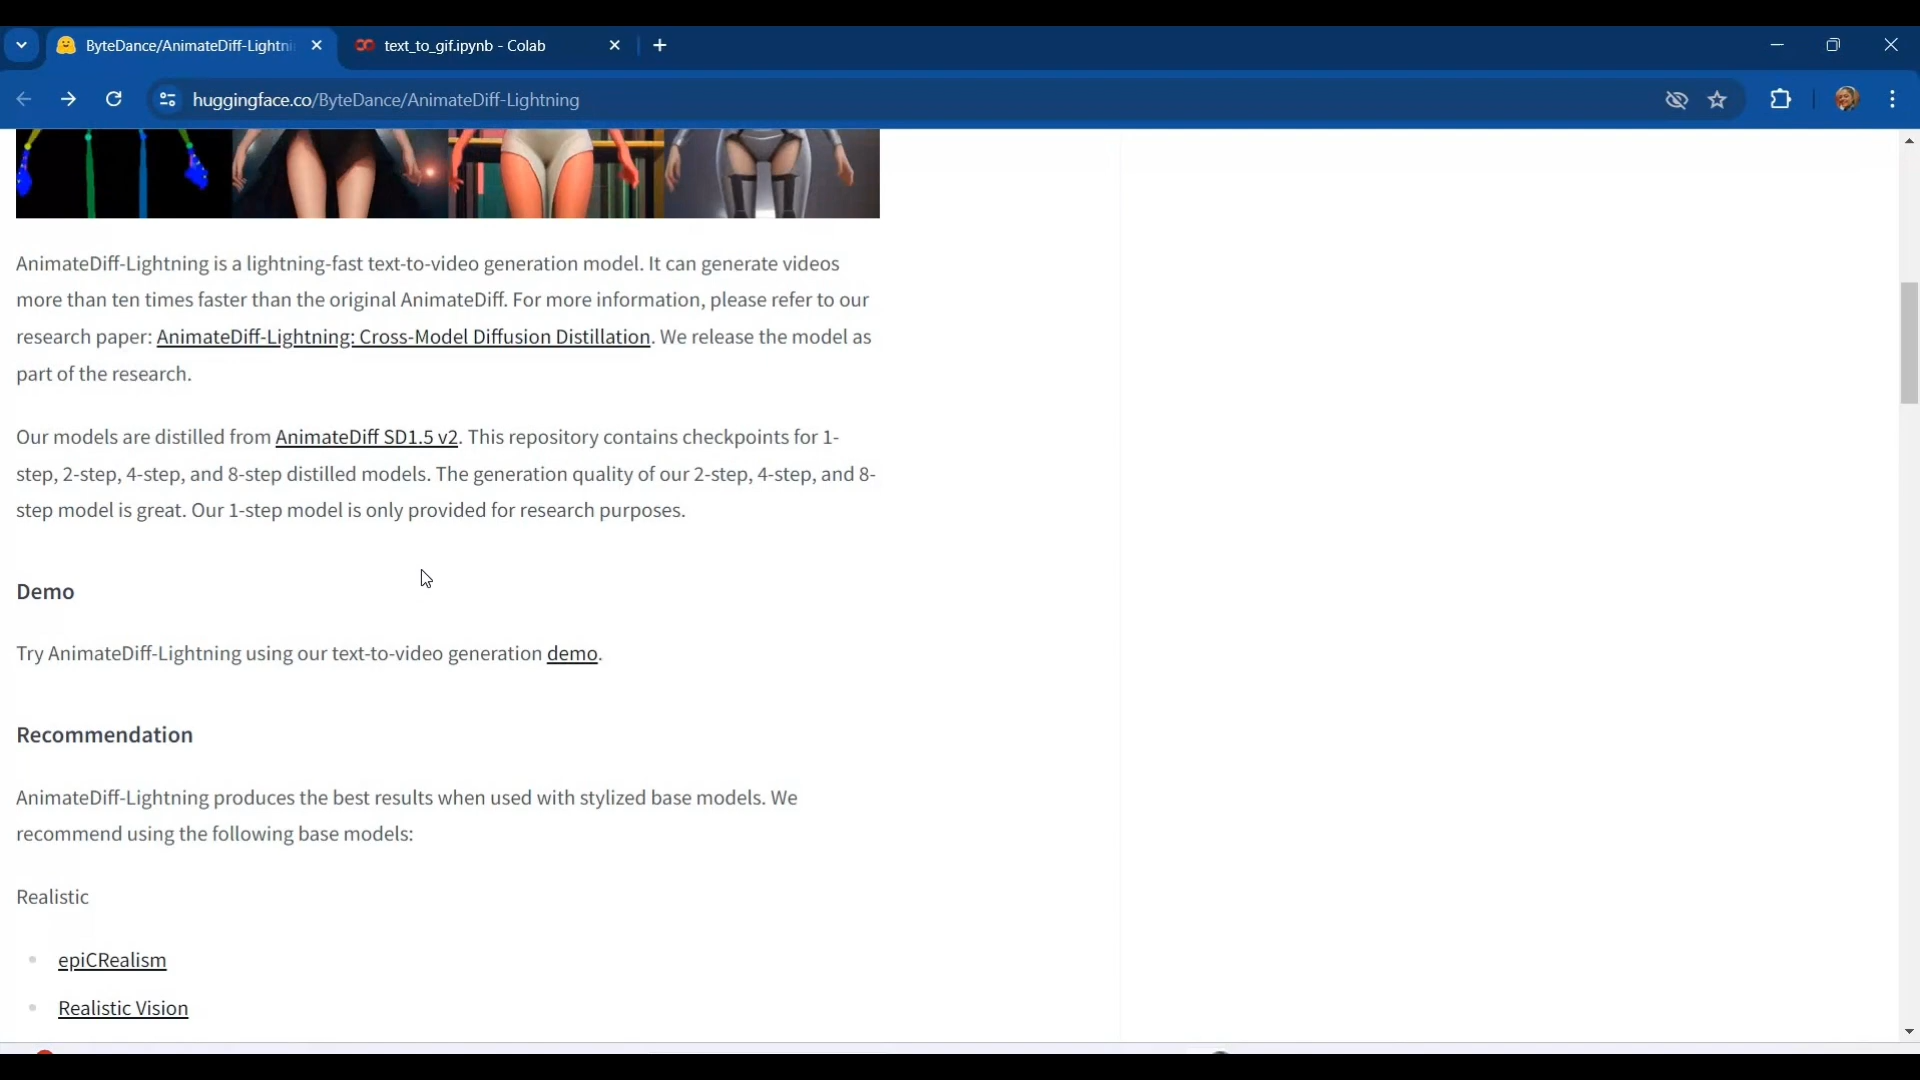 ByteDance/AnimateDiff-Lightni
text_to_gif.ipynb - Colab
huggingface.co/ByteDance/AnimateDiff-Lightning
AnimateDiff-Lightning is a lightning-fast text-to-video generation model. It can generate videos
more than ten times faster than the original AnimateDiff. For more information, please refer to our
research paper: AnimateDiff-Lightning: Cross-Model Diffusion Distillation. We release the model as
part of the research.
Our models are distilled from AnimateDiff SD1.5 v2. This repository contains checkpoints for 1-
step, 2-step, 4-step, and 8-step distilled models. The generation quality of our 2-step, 4-step, and 8-
step model is great. Our 1-step model is only provided for research purposes.
Demo
Try AnimateDiff-Lightning using our text-to-video generation demo.
Recommendation
AnimateDiff-Lightning produces the best results when used with stylized base models. We
recommend using the following base models:
Realistic
epiCRealism
Realistic Vision